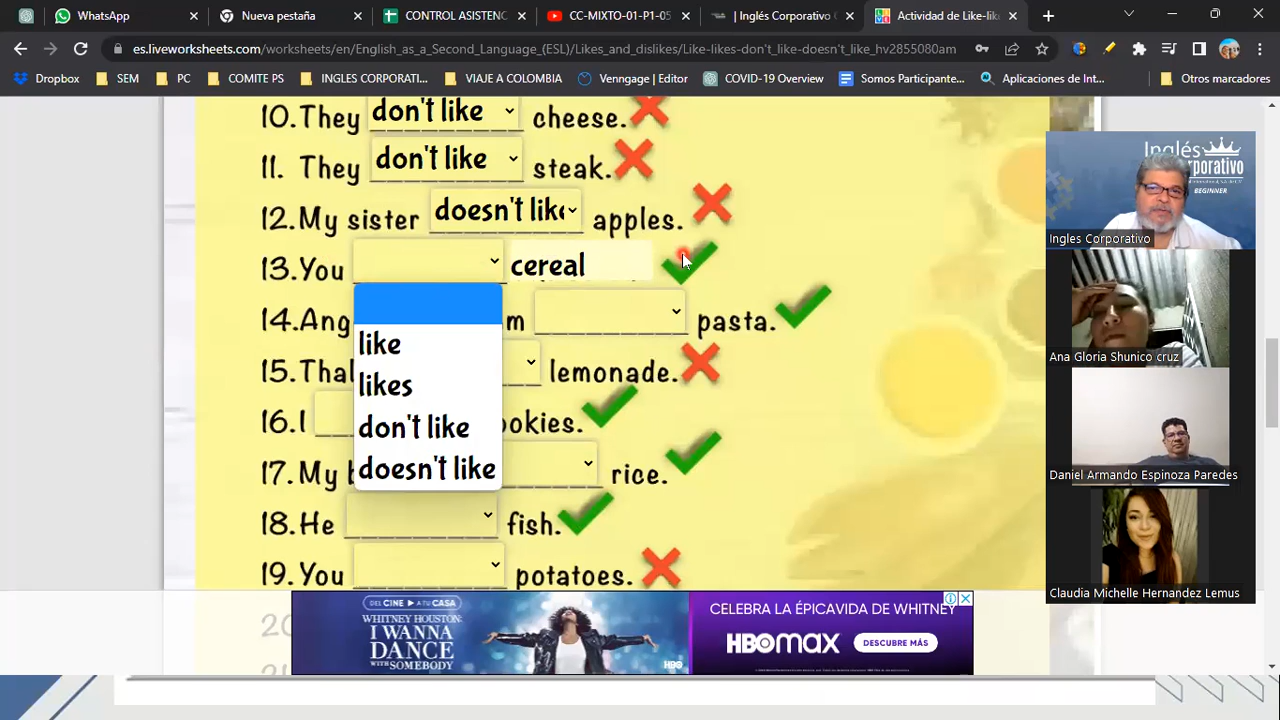 WhatsApp
Nueva pestaña
CONTROL ASISTENC
CC-MIXTO-01-P1-05
| Inglés Corporativo C
Actividad de Like-lik
es.liveworksheets.com/worksheets/en/English_as_a_Second_Language_(ESL)/Likes_and_dislikes/Like-likes-don't_like-doesn't_like_hv2855080am
Dropbox
SEM
PC
COMITE PS
INGLES CORPORATI...
VIAJE A COLOMBIA
Venngage | Editor
COVID-19 Overview
Somos Participante...
Aplicaciones de Int...
Otros marcadores
10.They don't like cheese.
11. They don't like steak.
12.My sister doesn't like apples.
13.You cereal
14.Ang m pasta.
15.Thal lemonade.
16.I ookies.
17.My b rice.
18.He fish.
19.You potatoes.
like
likes
don't like
doesn't like
Inglés
Corporativo
BEGINNER
Ingles Corporativo
Ana Gloria Shunico cruz
Daniel Armando Espinoza Paredes
Claudia Michelle Hernandez Lemus
DEL CINE A TU CASA
WHITNEY HOUSTON:
I WANNA
DANCE
WITH SOMEBODY
HBO
CELEBRA LA ÉPICAVIDA DE WHITNEY
HBOMAX
DESCUBRE MÁS